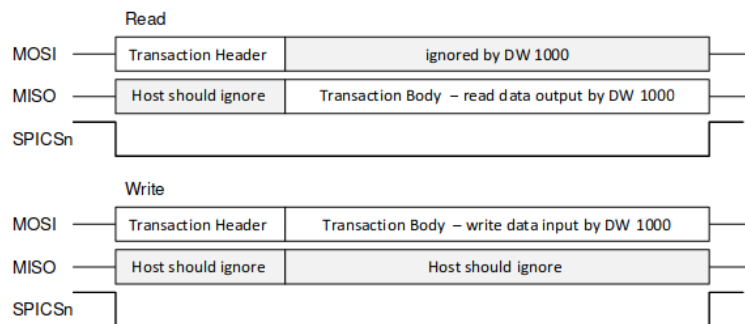 Read
MOSI Transaction Header ignored by DW 1000
MISO Host should ignore Transaction Body – read data output by DW 1000
SPICSn
Write
MOSI Transaction Header Transaction Body – write data input by DW 1000
MISO Host should ignore Host should ignore
SPICSn